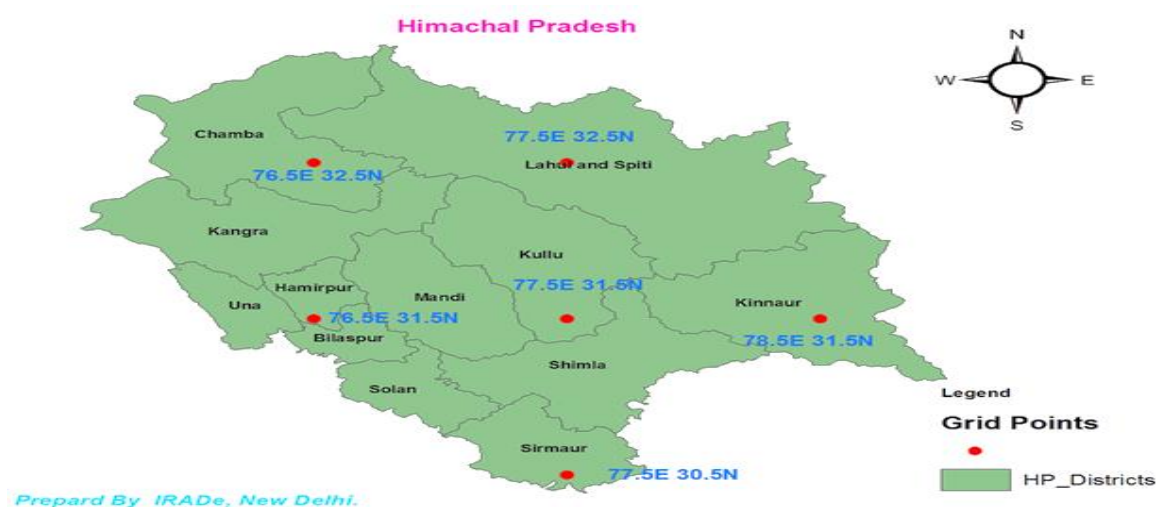 Himachal Pradesh
N
W E
S
Chamba
77.5E 32.5N
Lahul and Spiti
76.5E 32.5N
Kangra
Kullu
Hamirpur
77.5E 31.5N
Una
Mandi
Kinnaur
76.5E 31.5N
Bilaspur
78.5E 31.5N
Shimla
Solan
Legend
Grid Points
Sirmaur
77.5E 30.5N
HP_Districts
Prepard By IRADe, New Delhi.